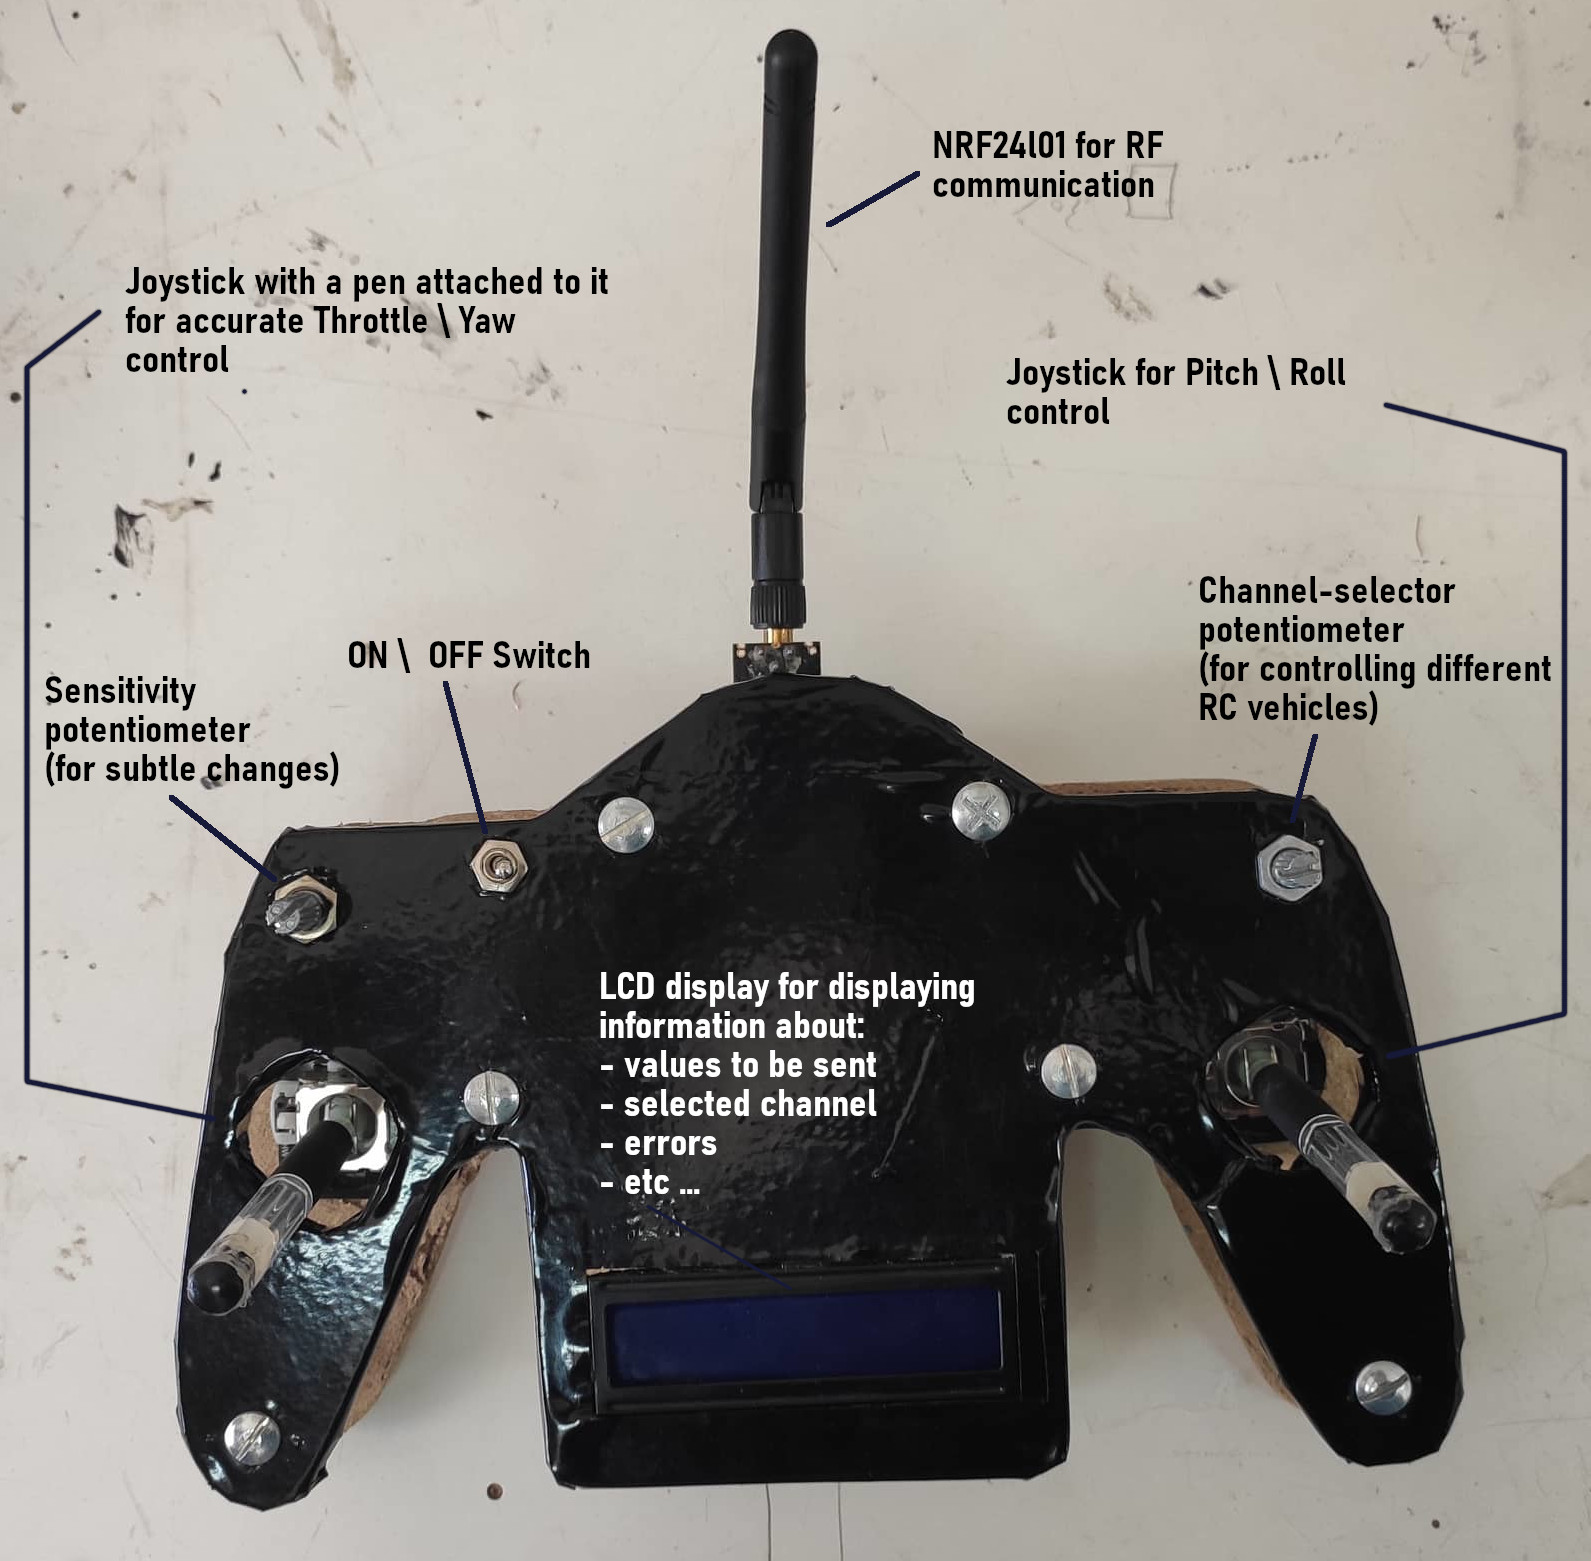 NRF24l01 for RF
communication
Joystick with a pen attached to it
for accurate Throttle \ Yaw
control
Joystick for Pitch \ Roll
control
Channel-selector
potentiometer
(for controlling different
RC vehicles)
ON \ OFF Switch
Sensitivity
potentiometer
(for subtle changes)
LCD display for displaying
information about:
- values to be sent
- selected channel
- errors
- etc ...